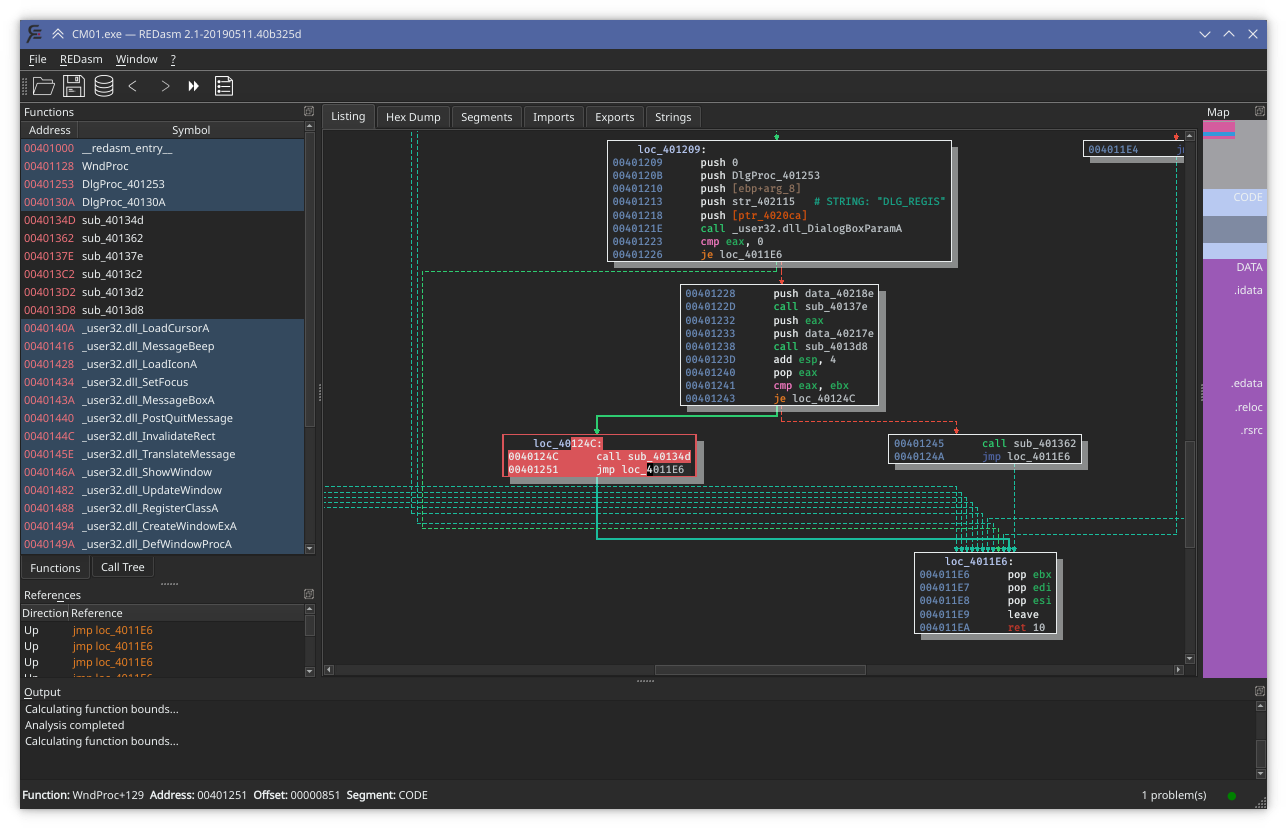 CM01.exe — REDasm 2.1-20190511.40b325d
File REDasm Window ?
Functions
Address Symbol
00401000 __redasm_entry__
00401128 WndProc
00401253 DlgProc_401253
0040130A DlgProc_40130A
0040134D sub_40134d
00401362 sub_401362
0040137E sub_40137e
004013C2 sub_4013c2
004013D2 sub_4013d2
004013D8 sub_4013d8
0040140A _user32.dll_LoadCursorA
00401416 _user32.dll_MessageBeep
00401428 _user32.dll_LoadIconA
00401434 _user32.dll_SetFocus
0040143A _user32.dll_MessageBoxA
00401440 _user32.dll_PostQuitMessage
0040144C _user32.dll_InvalidateRect
0040145E _user32.dll_TranslateMessage
0040146A _user32.dll_ShowWindow
00401482 _user32.dll_UpdateWindow
00401488 _user32.dll_RegisterClassA
00401494 _user32.dll_CreateWindowExA
0040149A _user32.dll_DefWindowProcA
Functions Call Tree
References
Direction Reference
Up jmp loc_4011E6
Up jmp loc_4011E6
Up jmp loc_4011E6
Up jmp loc_4011E6
Listing Hex Dump Segments Imports Exports Strings
loc_401209:
00401209 push 0
0040120B push DlgProc_401253
00401210 push [ebp+arg_8]
00401213 push str_402115 # STRING: "DLG_REGIS"
00401218 push [ptr_4020ca]
0040121E call _user32.dll_DialogBoxParamA
00401223 cmp eax, 0
00401226 je loc_4011E6
004011E4
00401228 push data_40218e
0040122D call sub_40137e
00401232 push eax
00401233 push data_40217e
00401238 call sub_4013d8
0040123D add esp, 4
00401240 pop eax
00401241 cmp eax, ebx
00401243 je loc_40124C
loc_40124C:
0040124C call sub_40134d
00401251 jmp loc_4011E6
00401245 call sub_401362
0040124A jmp loc_4011E6
loc_4011E6:
004011E6 pop ebx
004011E7 pop edi
004011E8 pop esi
004011E9 leave
004011EA ret 10
Map
CODE
DATA
.idata
.edata
.reloc
.rsrc
Output
Calculating function bounds...
Analysis completed
Calculating function bounds...
Function: WndProc+129 Address: 00401251 Offset: 00000851 Segment: CODE
1 problem(s)